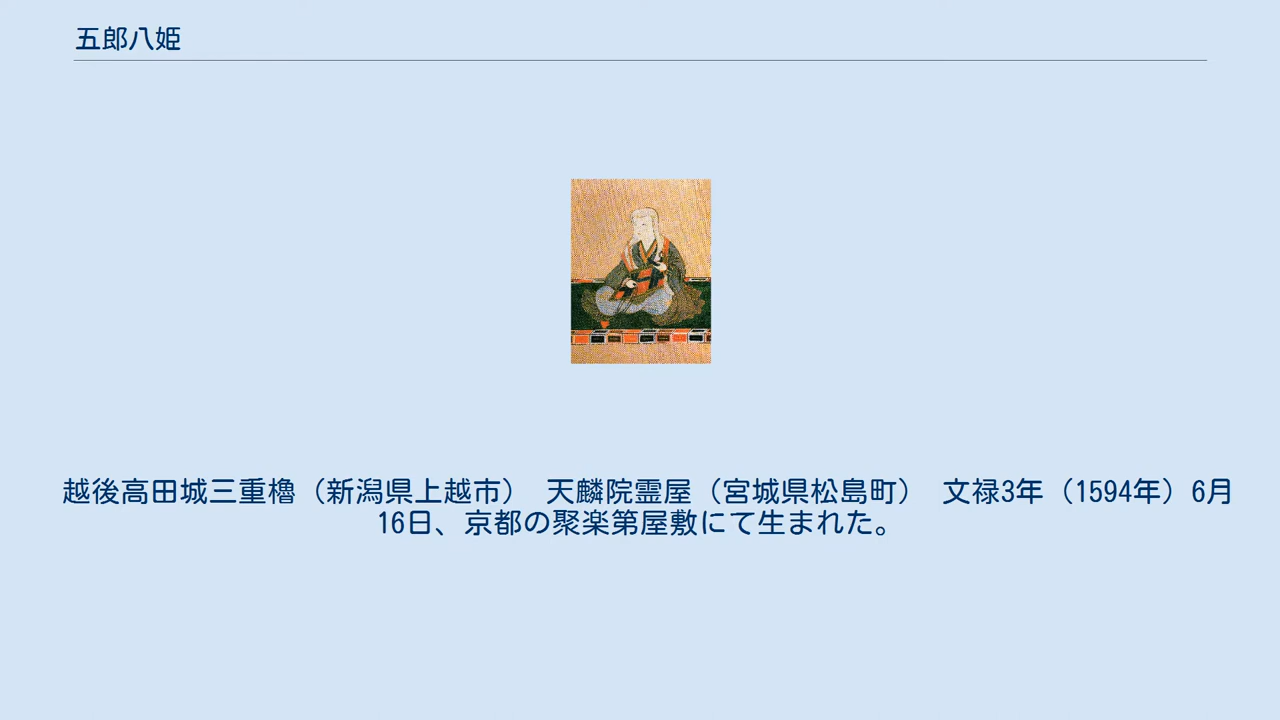 五郎八姫
越後高田城三重櫓（新潟県上越市）　天麟院霊屋（宮城県松島町）　文禄3年（1594年）6月
16日、京都の聚楽第屋敷にて生まれた。